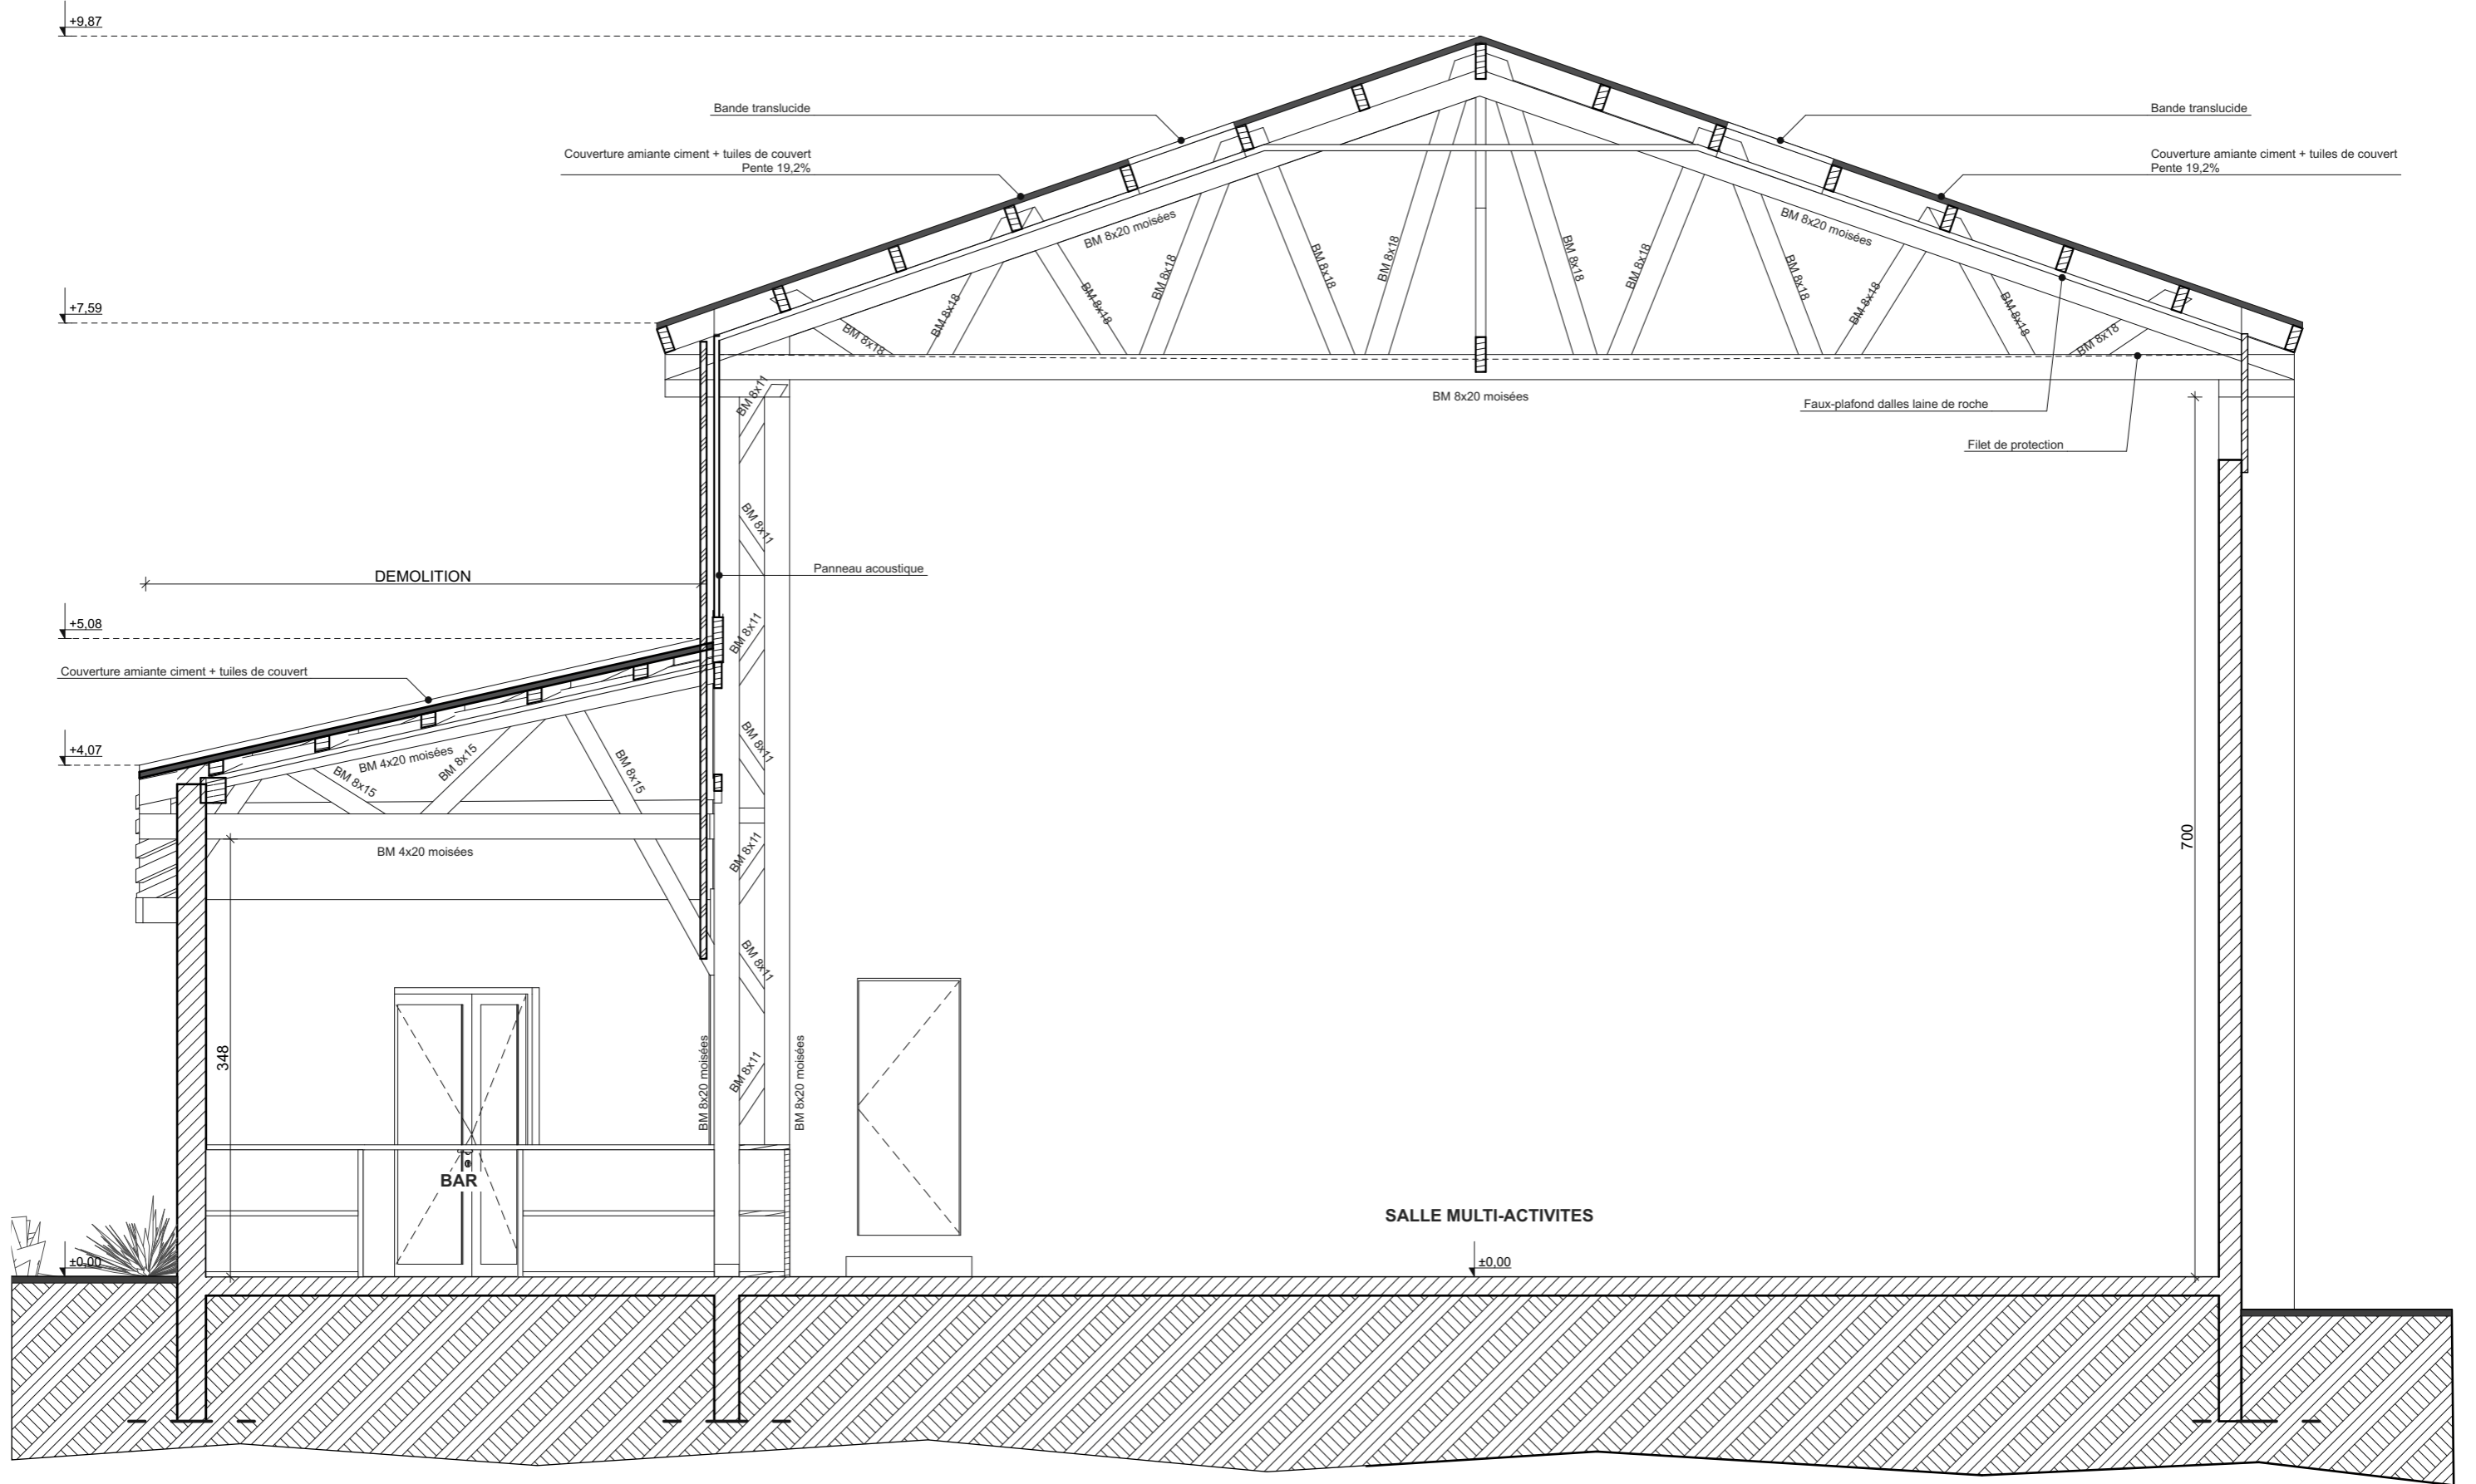 +9,87
Bande translucide
Bande translucide
Couverture amiante ciment + tuiles de couvert
Pente 19,2%
Couverture amiante ciment + tuiles de couvert
Pente 19,2%
BM 8x20 moisées
BM 8x20 moisées
+7,59
BM 8x18
BM 8x18
BM 8x18
BM 8x18
BM 8x18
BM 8x18
BM 8x18
BM 8x18
BM 8x18
BM 8x18
BM 8x18
BM 8x18
BM 8x20 moisées
Faux-plafond dalles laine de roche
Filet de protection
BM 8x11
BM 8x11
DEMOLITION
Panneau acoustique
+5,08
BM 8x11
Couverture amiante ciment + tuiles de couvert
+4,07
BM 4x20 moisées
BM 8x15
BM 8x15
BM 8x15
BM 8x11
BM 4x20 moisées
BM 8x11
700
BM 8x11
348
BM 8x20 moisées
BM 8x11
BM 8x20 moisées
BAR
SALLE MULTI-ACTIVITES
±0,00
±0,00